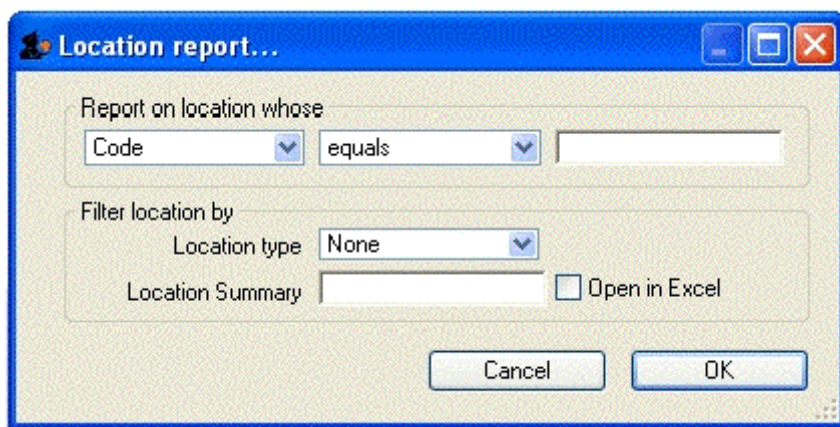 Location report...
Report on location whose
Code equals
Filter location by
Location type None
Location Summary Open in Excel
Cancel OK